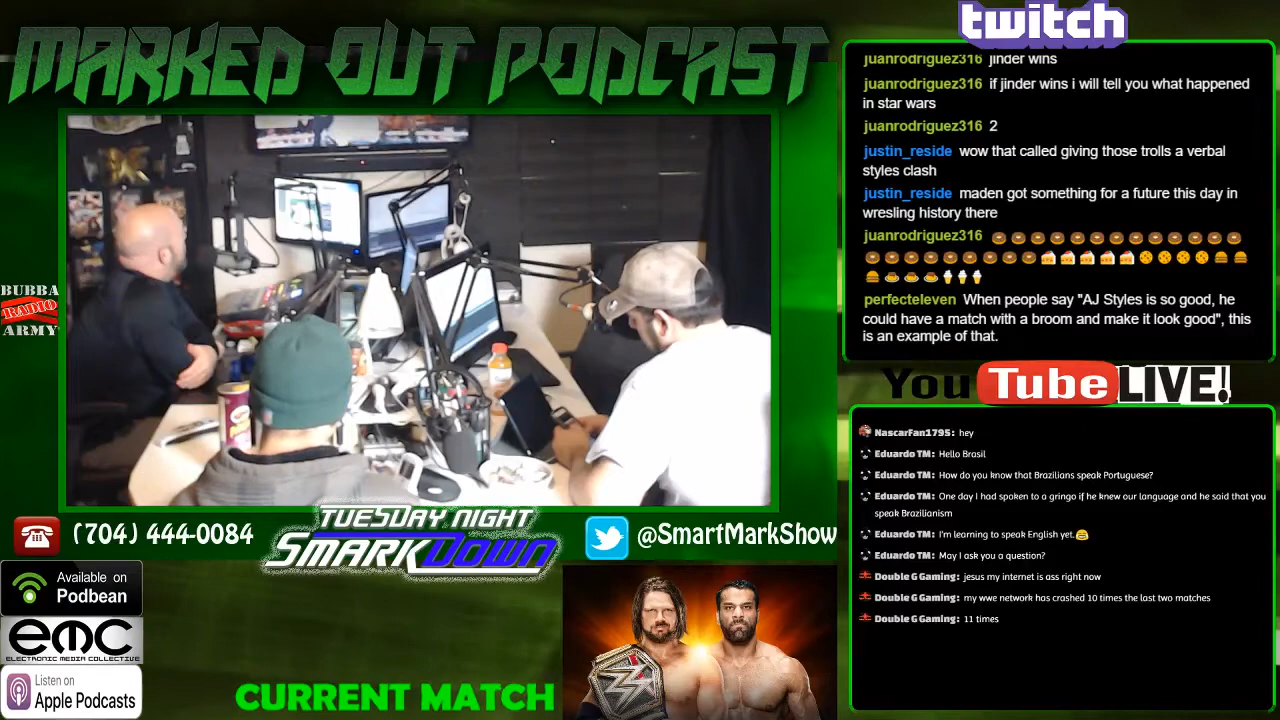 MARKED OUT PODCAST
twitch
juanrodriguez316 jinder wins
juanrodriguez316 if jinder wins i will tell you what happened
in star wars
juanrodriguez316 2
justin_reside wow that called giving those trolls a verbal
styles clash
justin_reside maden got something for a future this day in
wresling history there
juanrodriguez316 🍩🍩🍩🍩🍩🍩🍩🍩🍩🍩🍩🍩🍩
🍩🍩🍩🍩🍩🍩🍩🍩🍩🍰🍰🍰🍰🍰🍪🍪🍪🍪🍔🍔
🍔☕☕☕🍦🍦🍦
perfecteleven When people say "AJ Styles is so good, he
could have a match with a broom and make it look good", this
is an example of that.
BUBBA
RADIO
ARMY
You Tube LIVE!
NascarFan1795: hey
Eduardo TM: Hello Brasil
Eduardo TM: How do you know that Brazilians speak Portuguese?
Eduardo TM: One day I had spoken to a gringo if he knew our language and he said that you
speak Brazilianism
Eduardo TM: I'm learning to speak English yet.😂
Eduardo TM: May I ask you a question?
Double G Gaming: jesus my internet is ass right now
Double G Gaming: my wwe network has crashed 10 times the last two matches
Double G Gaming: 11 times
(704) 444-0084
TUESDAY NIGHT
SMARKDOWN
@SmartMarkShow
Available on
Podbean
emc
ELECTRONIC MEDIA COLLECTIVE
Listen on
Apple Podcasts
CURRENT MATCH